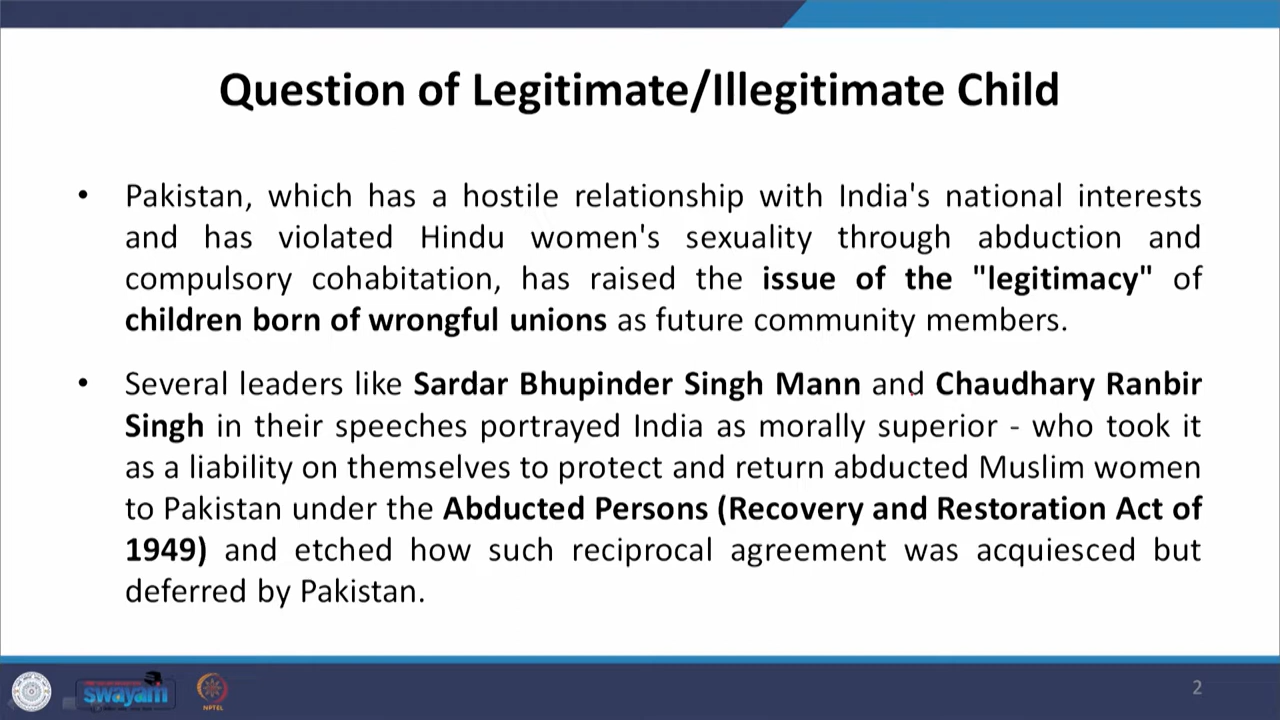 Question of Legitimate/Illegitimate Child
• Pakistan, which has a hostile relationship with India's national interests
and has violated Hindu women's sexuality through abduction and
compulsory cohabitation, has raised the issue of the "legitimacy" of
children born of wrongful unions as future community members.
• Several leaders like Sardar Bhupinder Singh Mann and Chaudhary Ranbir
Singh in their speeches portrayed India as morally superior - who took it
as a liability on themselves to protect and return abducted Muslim women
to Pakistan under the Abducted Persons (Recovery and Restoration Act of
1949) and etched how such reciprocal agreement was acquiesced but
deferred by Pakistan.
swayam
NPTEL
2